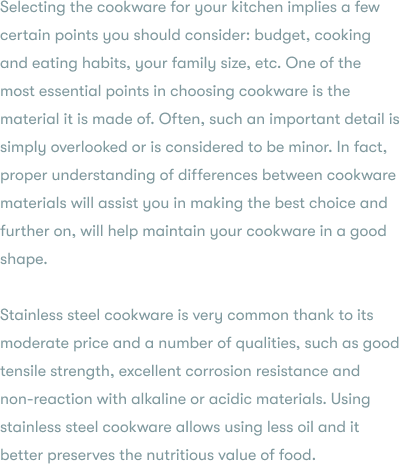 Selecting the cookware for your kitchen implies a few
certain points you should consider: budget, cooking
and eating habits, your family size, etc. One of the
most essential points in choosing cookware is the
material it is made of. Often, such an important detail is
simply overlooked or is considered to be minor. In fact,
proper understanding of differences between cookware
materials will assist you in making the best choice and
further on, will help maintain your cookware in a good
shape.
Stainless steel cookware is very common thank to its
moderate price and a number of qualities, such as good
tensile strength, excellent corrosion resistance and
non-reaction with alkaline or acidic materials. Using
stainless steel cookware allows using less oil and it
better preserves the nutritious value of food.